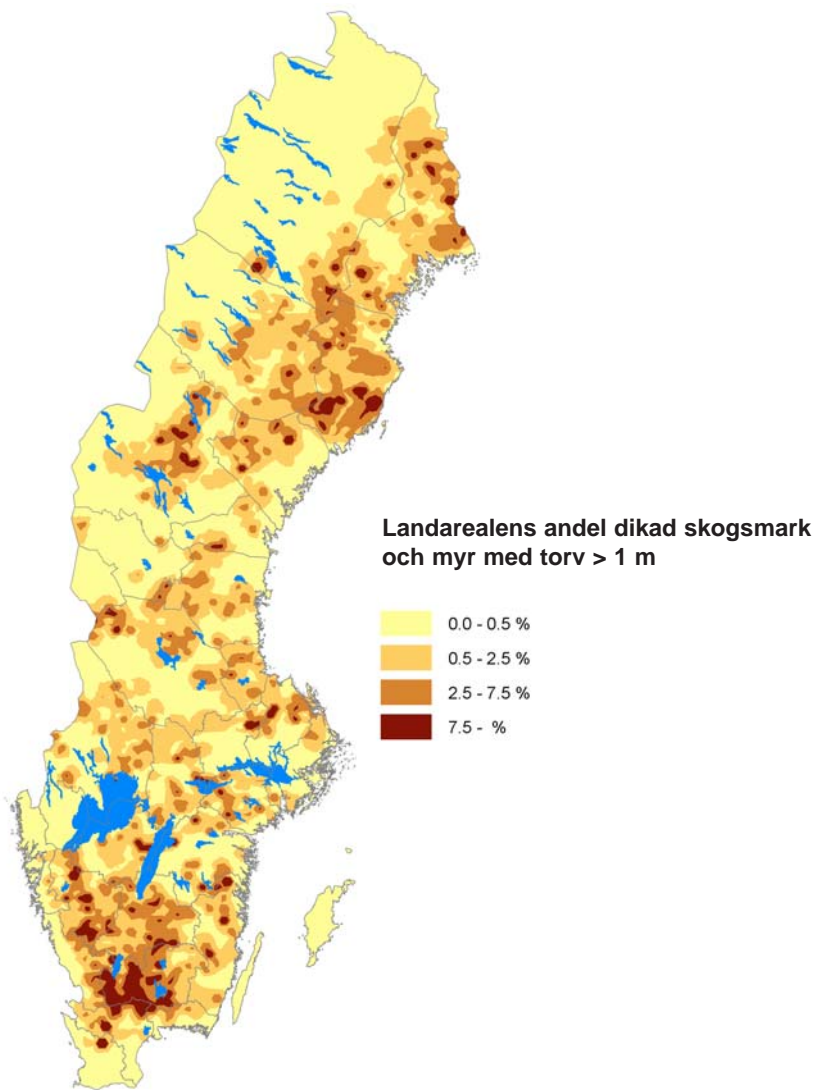 Landarealens andel dikad skogsmark
och myr med torv > 1 m
0.0 - 0.5 %
0.5 - 2.5 %
2.5 - 7.5 %
7.5 - %